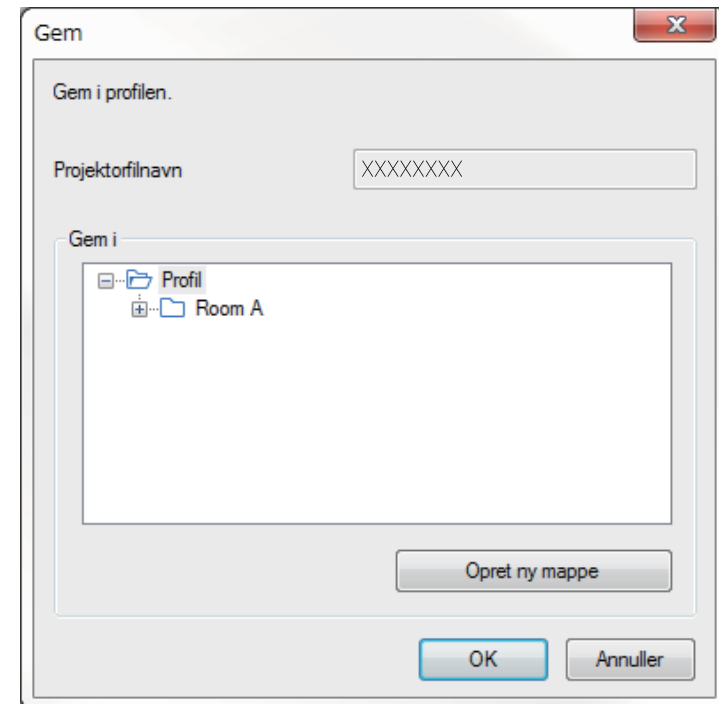 Gem
Gem i profilen.
Projektorfilnavn XXXXXXXX
Gem i
Profil
Room A
Opret ny mappe
OK Annuller